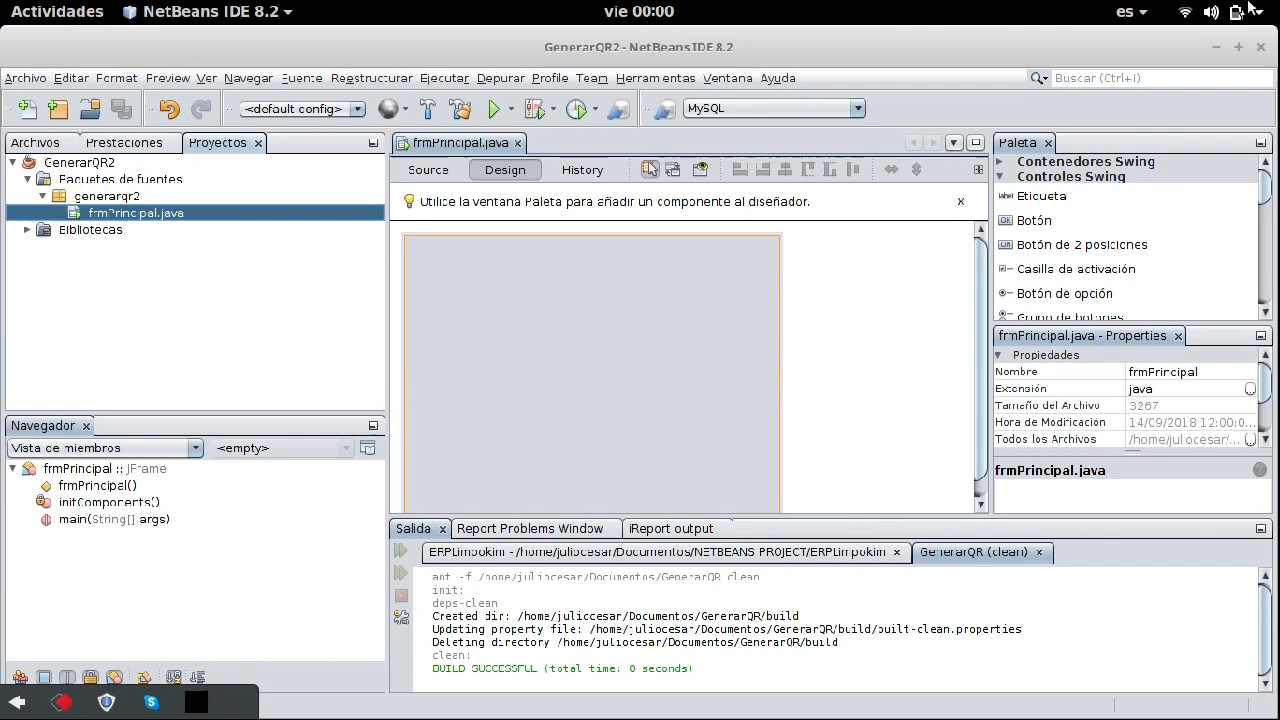 Actividades NetBeans IDE 8.2 vie 00:00 es
GenerarQR2 - NetBeans IDE 8.2
Archivo Editar Format Preview Ver Navegar Fuente Reestructurar Ejecutar Depurar Profile Team Herramientas Ventana Ayuda Buscar (Ctrl+I)
<default config> MySQL
Archivos Prestaciones Proyectos
GenerarQR2
Paquetes de fuentes
generarqr2
frmPrincipal.java
Bibliotecas
frmPrincipal.java
Source Design History
Utilice la ventana Paleta para añadir un componente al diseñador. x
Paleta
Contenedores Swing
Controles Swing
label Etiqueta
OK Botón
Botón de 2 posiciones
Casilla de activación
Botón de opción
Grupo de botones
frmPrincipal.java - Properties
Propiedades
Nombre frmPrincipal
Extensión java
Tamaño del Archivo 3267
Hora de Modificación 14/09/2018 12:00:0...
Todos los Archivos /home/juliocesar/...
frmPrincipal.java
Navegador
Vista de miembros <empty>
frmPrincipal :: JFrame
frmPrincipal()
initComponents()
main(String[] args)
Salida Report Problems Window iReport output
ERPLimpokim - /home/juliocesar/Documentos/NETBEANS PROJECT/ERPLimpokim GenerarQR (clean)
ant -f /home/juliocesar/Documentos/GenerarQR clean
init:
deps-clean
Created dir: /home/juliocesar/Documentos/GenerarQR/build
Updating property file: /home/juliocesar/Documentos/GenerarQR/build/built-clean.properties
Deleting directory /home/juliocesar/Documentos/GenerarQR/build
clean:
BUILD SUCCESSFUL (total time: 0 seconds)